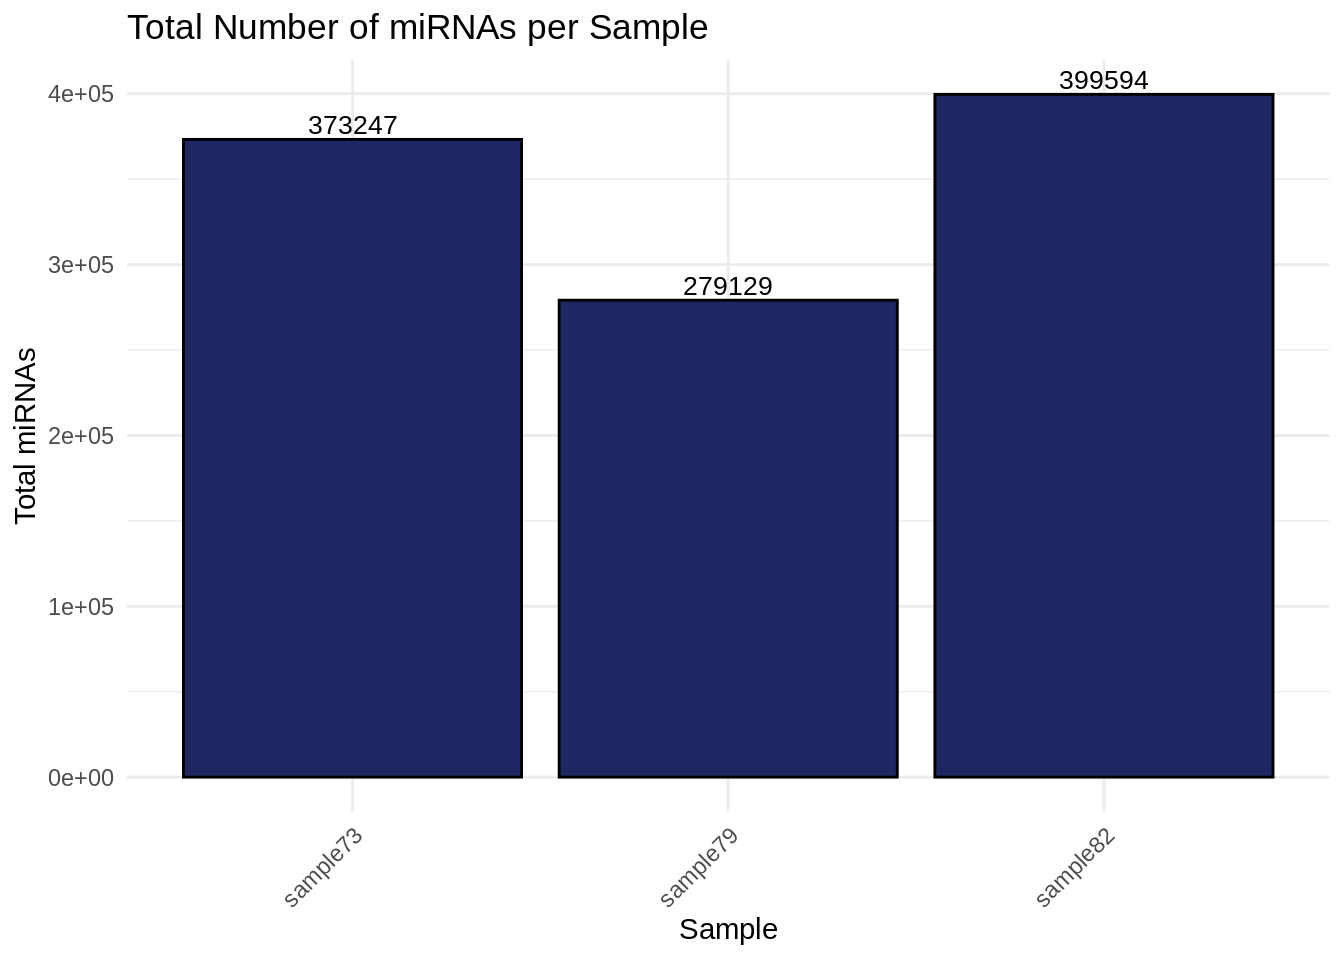 Total Number of miRNAs per Sample
4e+05
3e+05
2e+05
1e+05
0e+00
Total miRNAs
373247
279129
399594
sample73
sample79
sample82
Sample